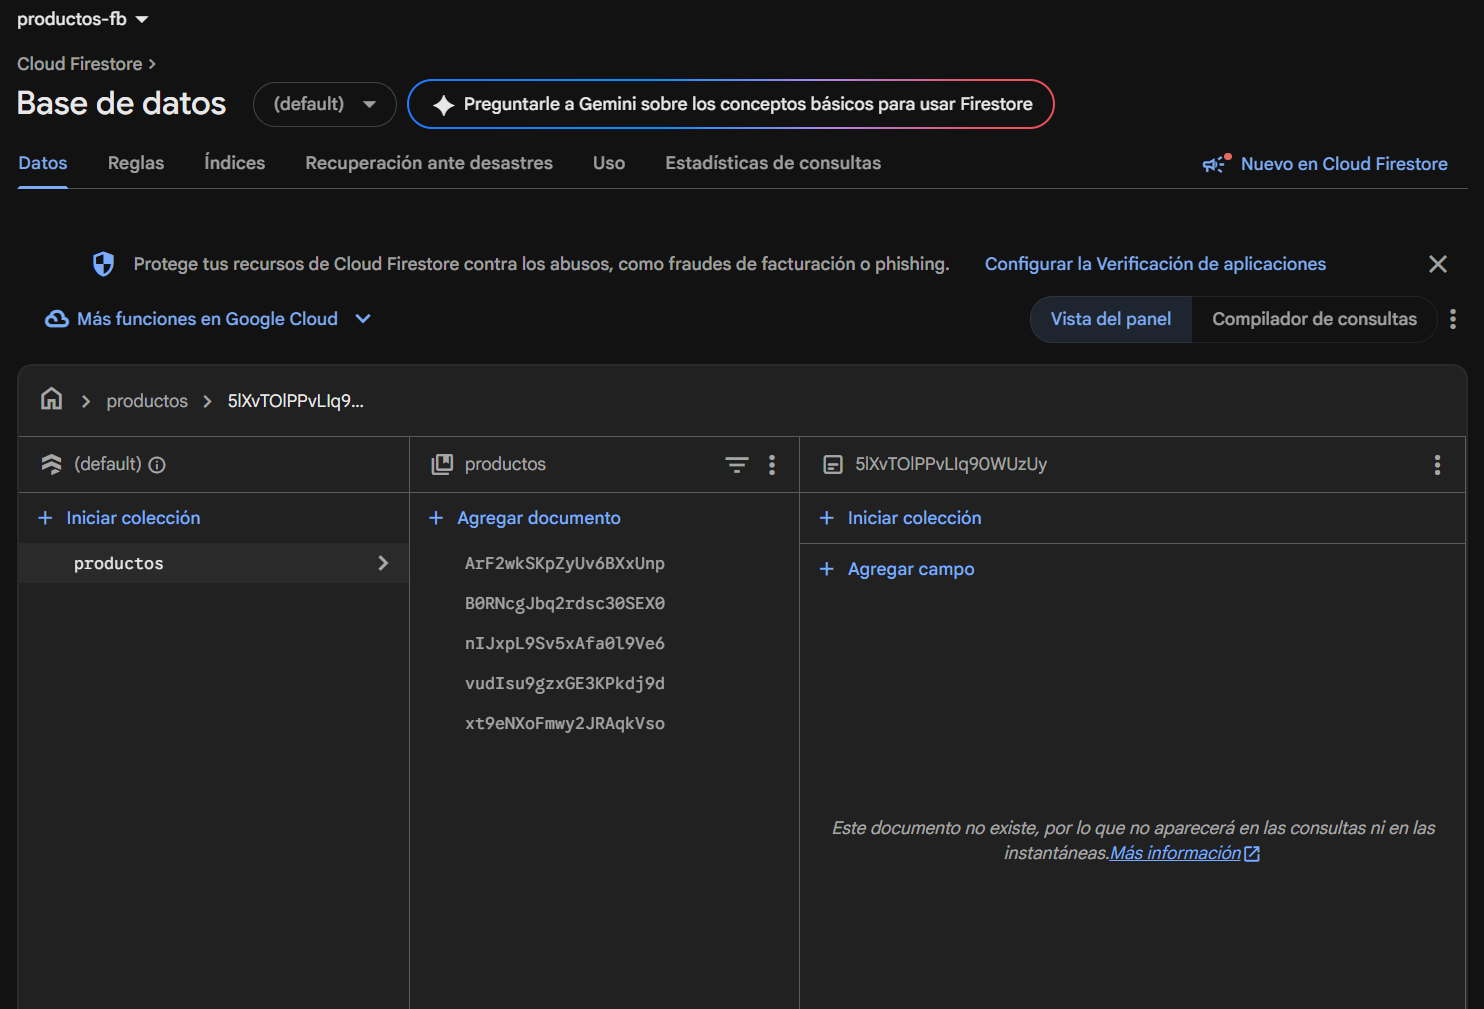 productos-fb
Cloud Firestore
Base de datos
(default)
Preguntarle a Gemini sobre los conceptos básicos para usar Firestore
Datos
Reglas
Índices
Recuperación ante desastres
Uso
Estadísticas de consultas
Nuevo en Cloud Firestore
Protege tus recursos de Cloud Firestore contra los abusos, como fraudes de facturación o phishing.
Configurar la Verificación de aplicaciones
Más funciones en Google Cloud
Vista del panel
Compilador de consultas
productos
5lXvTOlPPvLIq9...
(default)
productos
5lXvTOlPPvLIq90WUzUy
Iniciar colección
Agregar documento
Iniciar colección
productos
ArF2wkSKpZyUv6BXxUnp
B0RNcgJbq2rdsc30SEX0
nIJxpL9Sv5xAfa0l9Ve6
vudIsu9gzxGE3KPkdj9d
xt9eNXoFmwy2JRAqkVso
Agregar campo
Este documento no existe, por lo que no aparecerá en las consultas ni en las
instantáneas.Más información